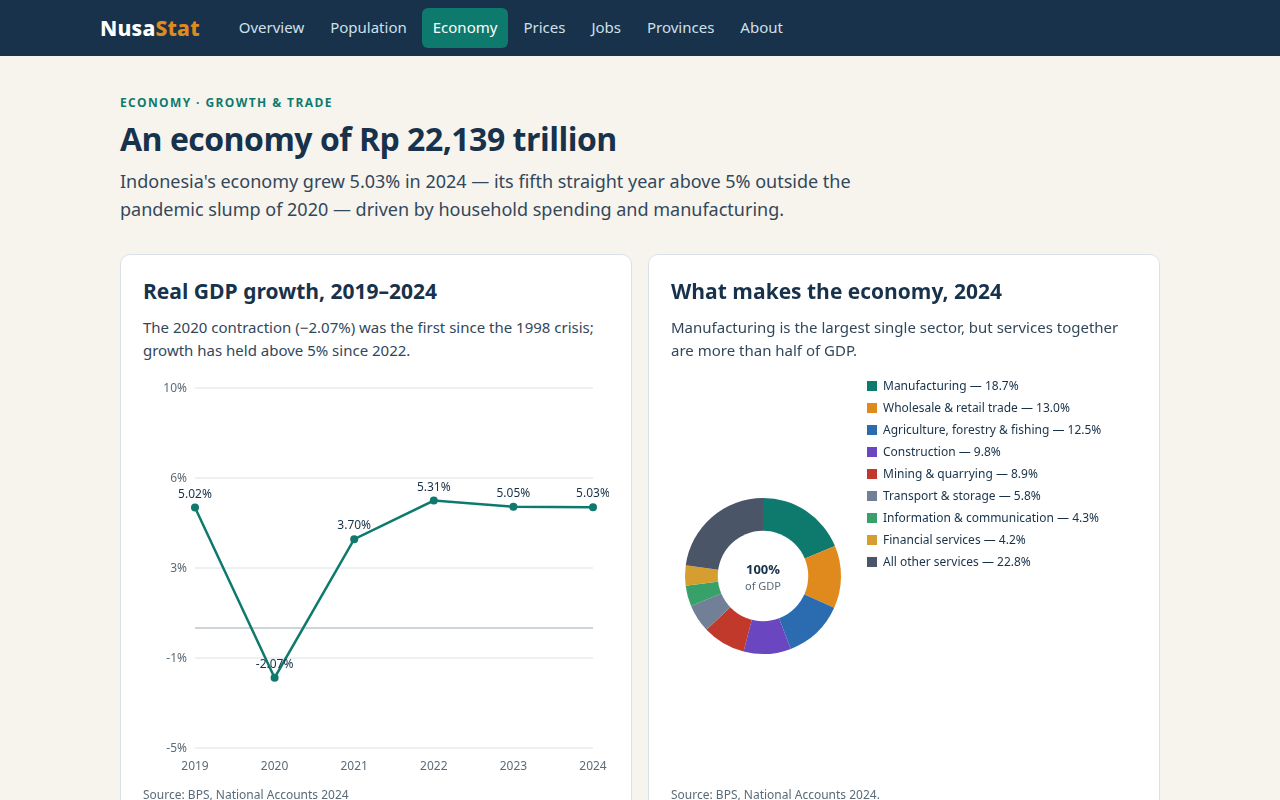 NusaStat
Overview
Population
Economy
Prices
Jobs
Provinces
About
ECONOMY · GROWTH & TRADE
An economy of Rp 22,139 trillion
Indonesia's economy grew 5.03% in 2024 — its fifth straight year above 5% outside the
pandemic slump of 2020 — driven by household spending and manufacturing.
Real GDP growth, 2019–2024
The 2020 contraction (−2.07%) was the first since the 1998 crisis;
growth has held above 5% since 2022.
10%
6%
3%
-1%
-5%
5.02%
-2.07%
3.70%
5.31%
5.05%
5.03%
2019
2020
2021
2022
2023
2024
Source: BPS, National Accounts 2024
What makes the economy, 2024
Manufacturing is the largest single sector, but services together
are more than half of GDP.
100%
of GDP
Manufacturing — 18.7%
Wholesale & retail trade — 13.0%
Agriculture, forestry & fishing — 12.5%
Construction — 9.8%
Mining & quarrying — 8.9%
Transport & storage — 5.8%
Information & communication — 4.3%
Financial services — 4.2%
All other services — 22.8%
Source: BPS, National Accounts 2024.